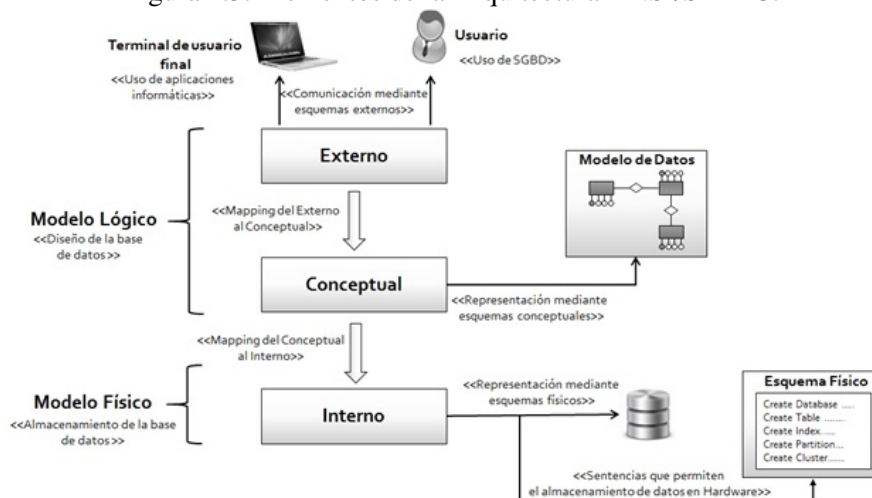 Terminal de usuario
final
<<Uso de aplicaciones
informáticas>>
Usuario
<<Uso de SGBD>>
<<Comunicación mediante
esquemas externos>>
Externo
Modelo de Datos
Modelo Lógico
<<Diseño de la base
de datos>>
<<Mapping del Externo
al Conceptual>>
Conceptual
<<Representación mediante
esquemas conceptuales>>
<<Mapping del Conceptual
al Interno>>
Modelo Físico
<<Almacenamiento de la base
de datos>>
Interno
<<Representación mediante
esquemas físicos>>
Esquema Físico
Create Database .....
Create Table ........
Create Index.....
Create Partition...
Create Cluster......
<<Sentencias que permiten
el almacenamiento de datos en Hardware>>